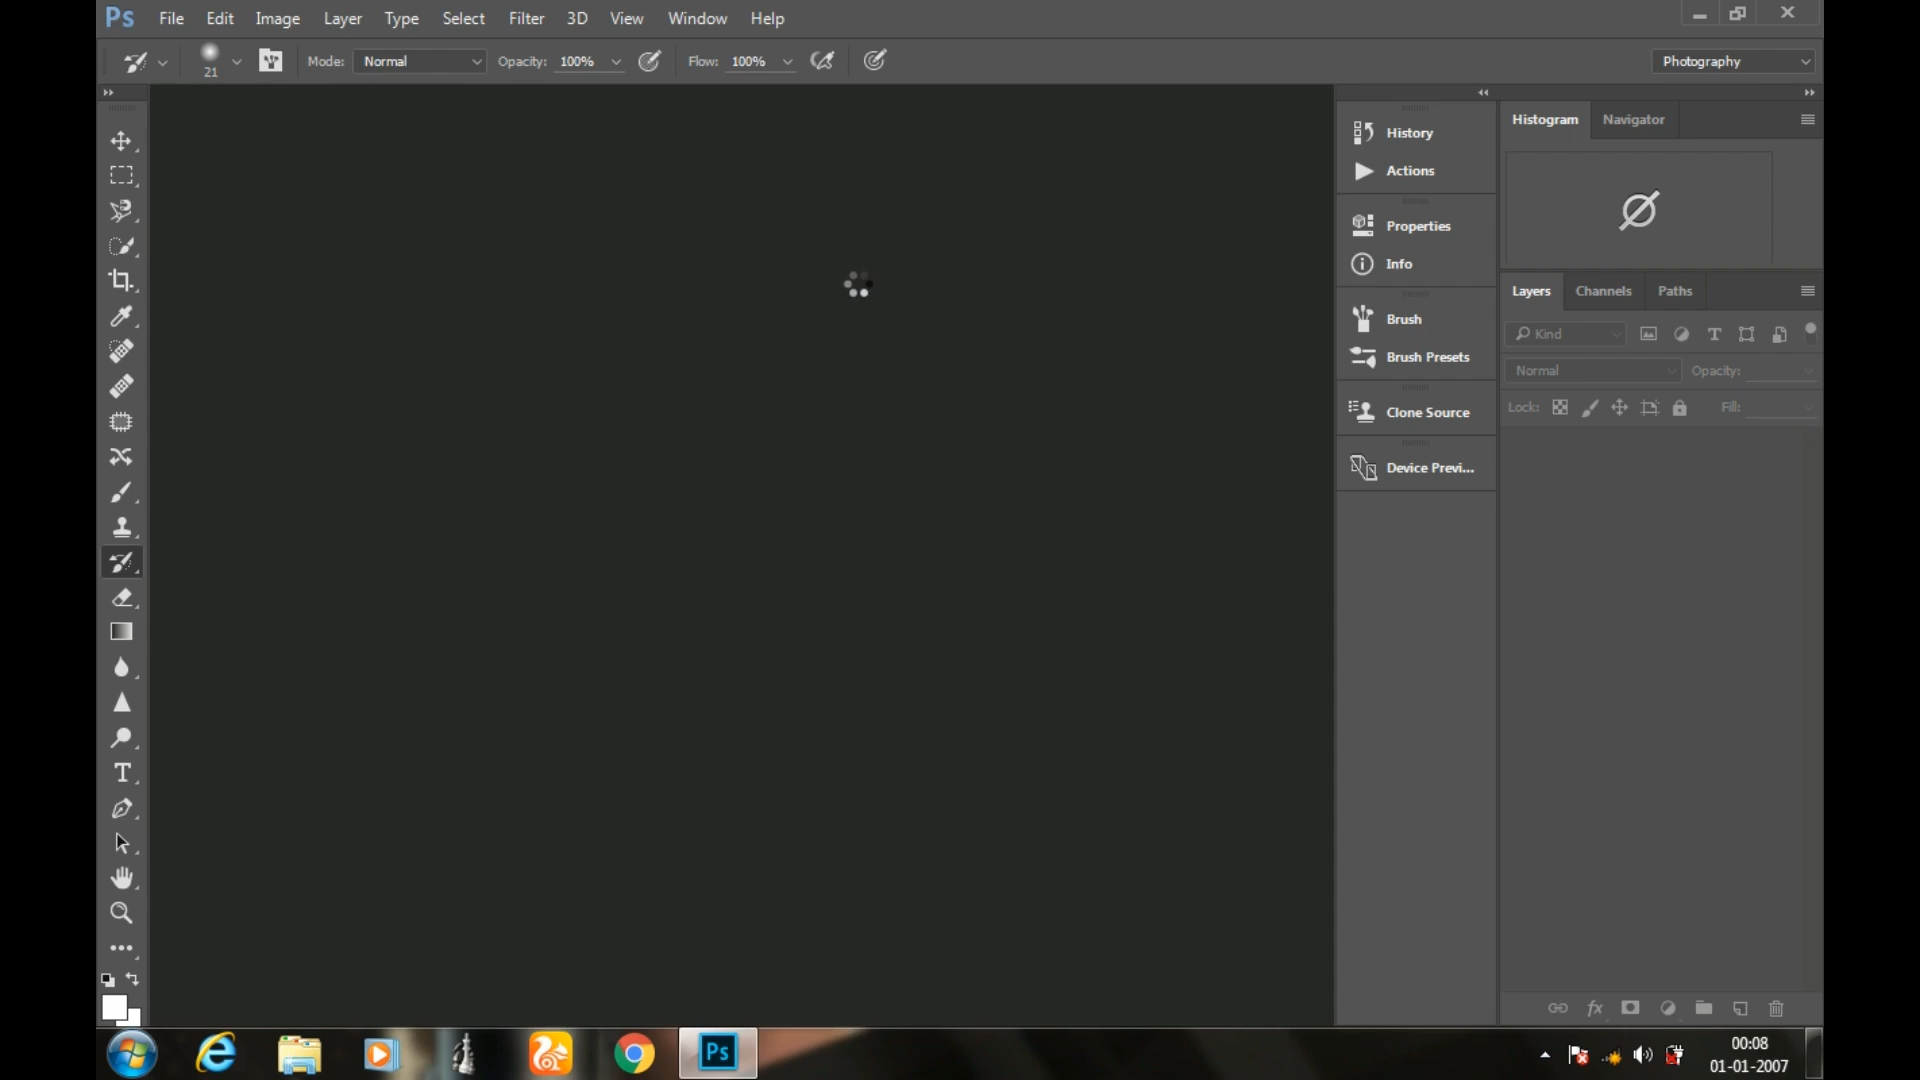 Ps File Edit Image Layer Type Select Filter 3D View Window Help
21 Mode: Normal Opacity: 100% Flow: 100% Photography
History
Actions
Properties
Info
Brush
Brush Presets
Clone Source
Device Previ...
Histogram Navigator
Layers Channels Paths
Kind
Normal Opacity:
Lock: Fill:
fx
Ps
00:08
01-01-2007